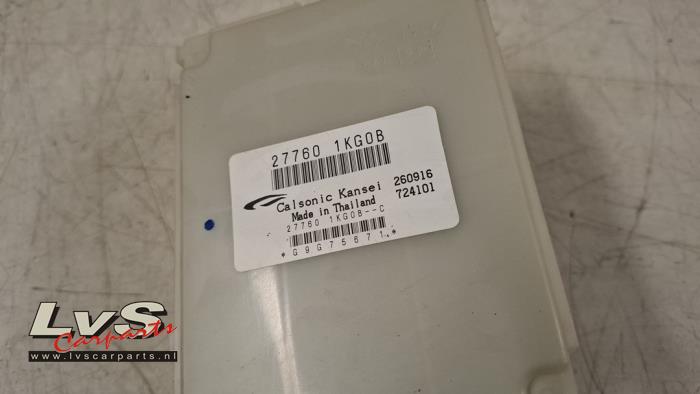 27760 1KG0B
Calsonic Kansei 260916
Made in Thailand 724101
27760 1KG0B--C
*G9G75671.*
LvS
Carparts
www.lvscarparts.nl